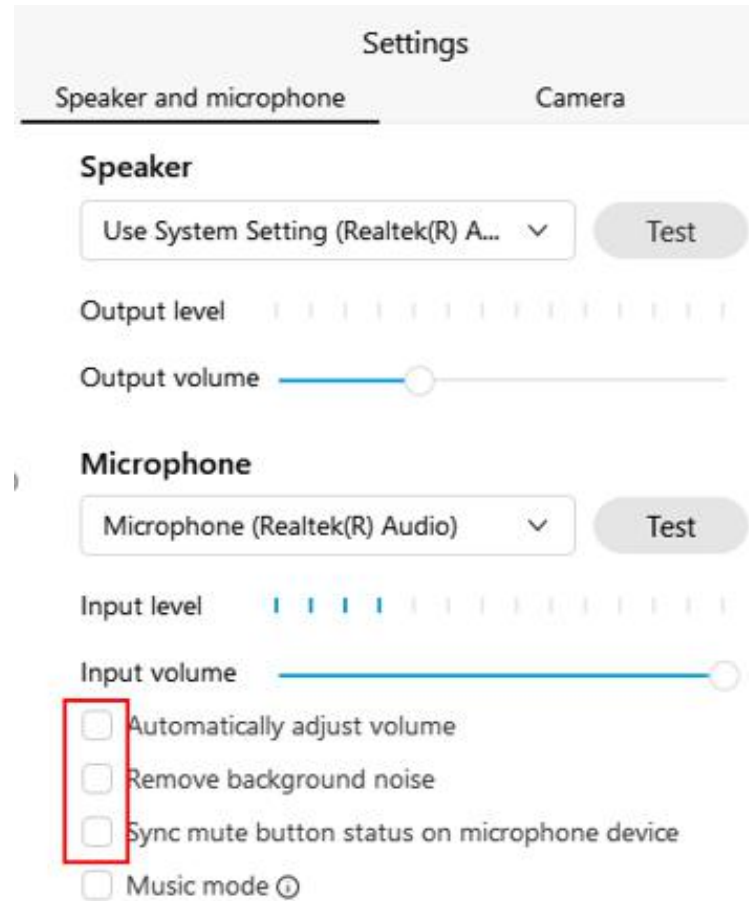 Settings
Speaker and microphone Camera
Speaker
Use System Setting (Realtek(R) A... Test
Output level
Output volume
Microphone
Microphone (Realtek(R) Audio) Test
Input level
Input volume
Automatically adjust volume
Remove background noise
Sync mute button status on microphone device
Music mode